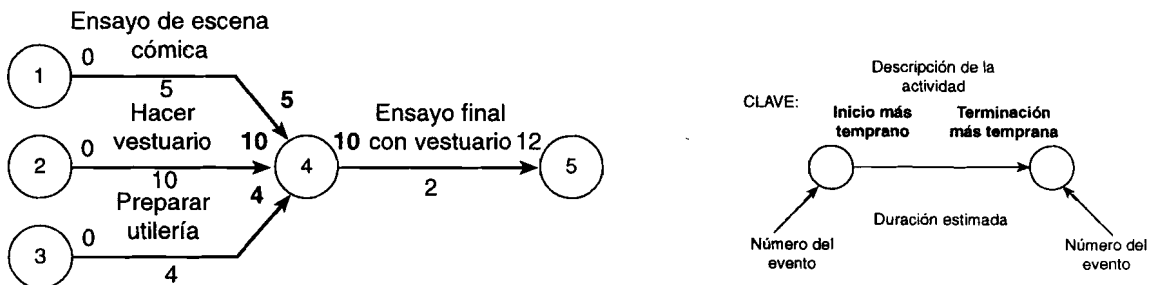 Ensayo de escena
cómica
0
1
5
5
Hacer
vestuario
0
10
10
Ensayo final
con vestuario
12
2
4
5
10
2
Preparar
utilería
4
0
3
4
Descripción de la
actividad
CLAVE:
Inicio más
temprano
Terminación
más temprana
Duración estimada
Número del
evento
Número del
evento